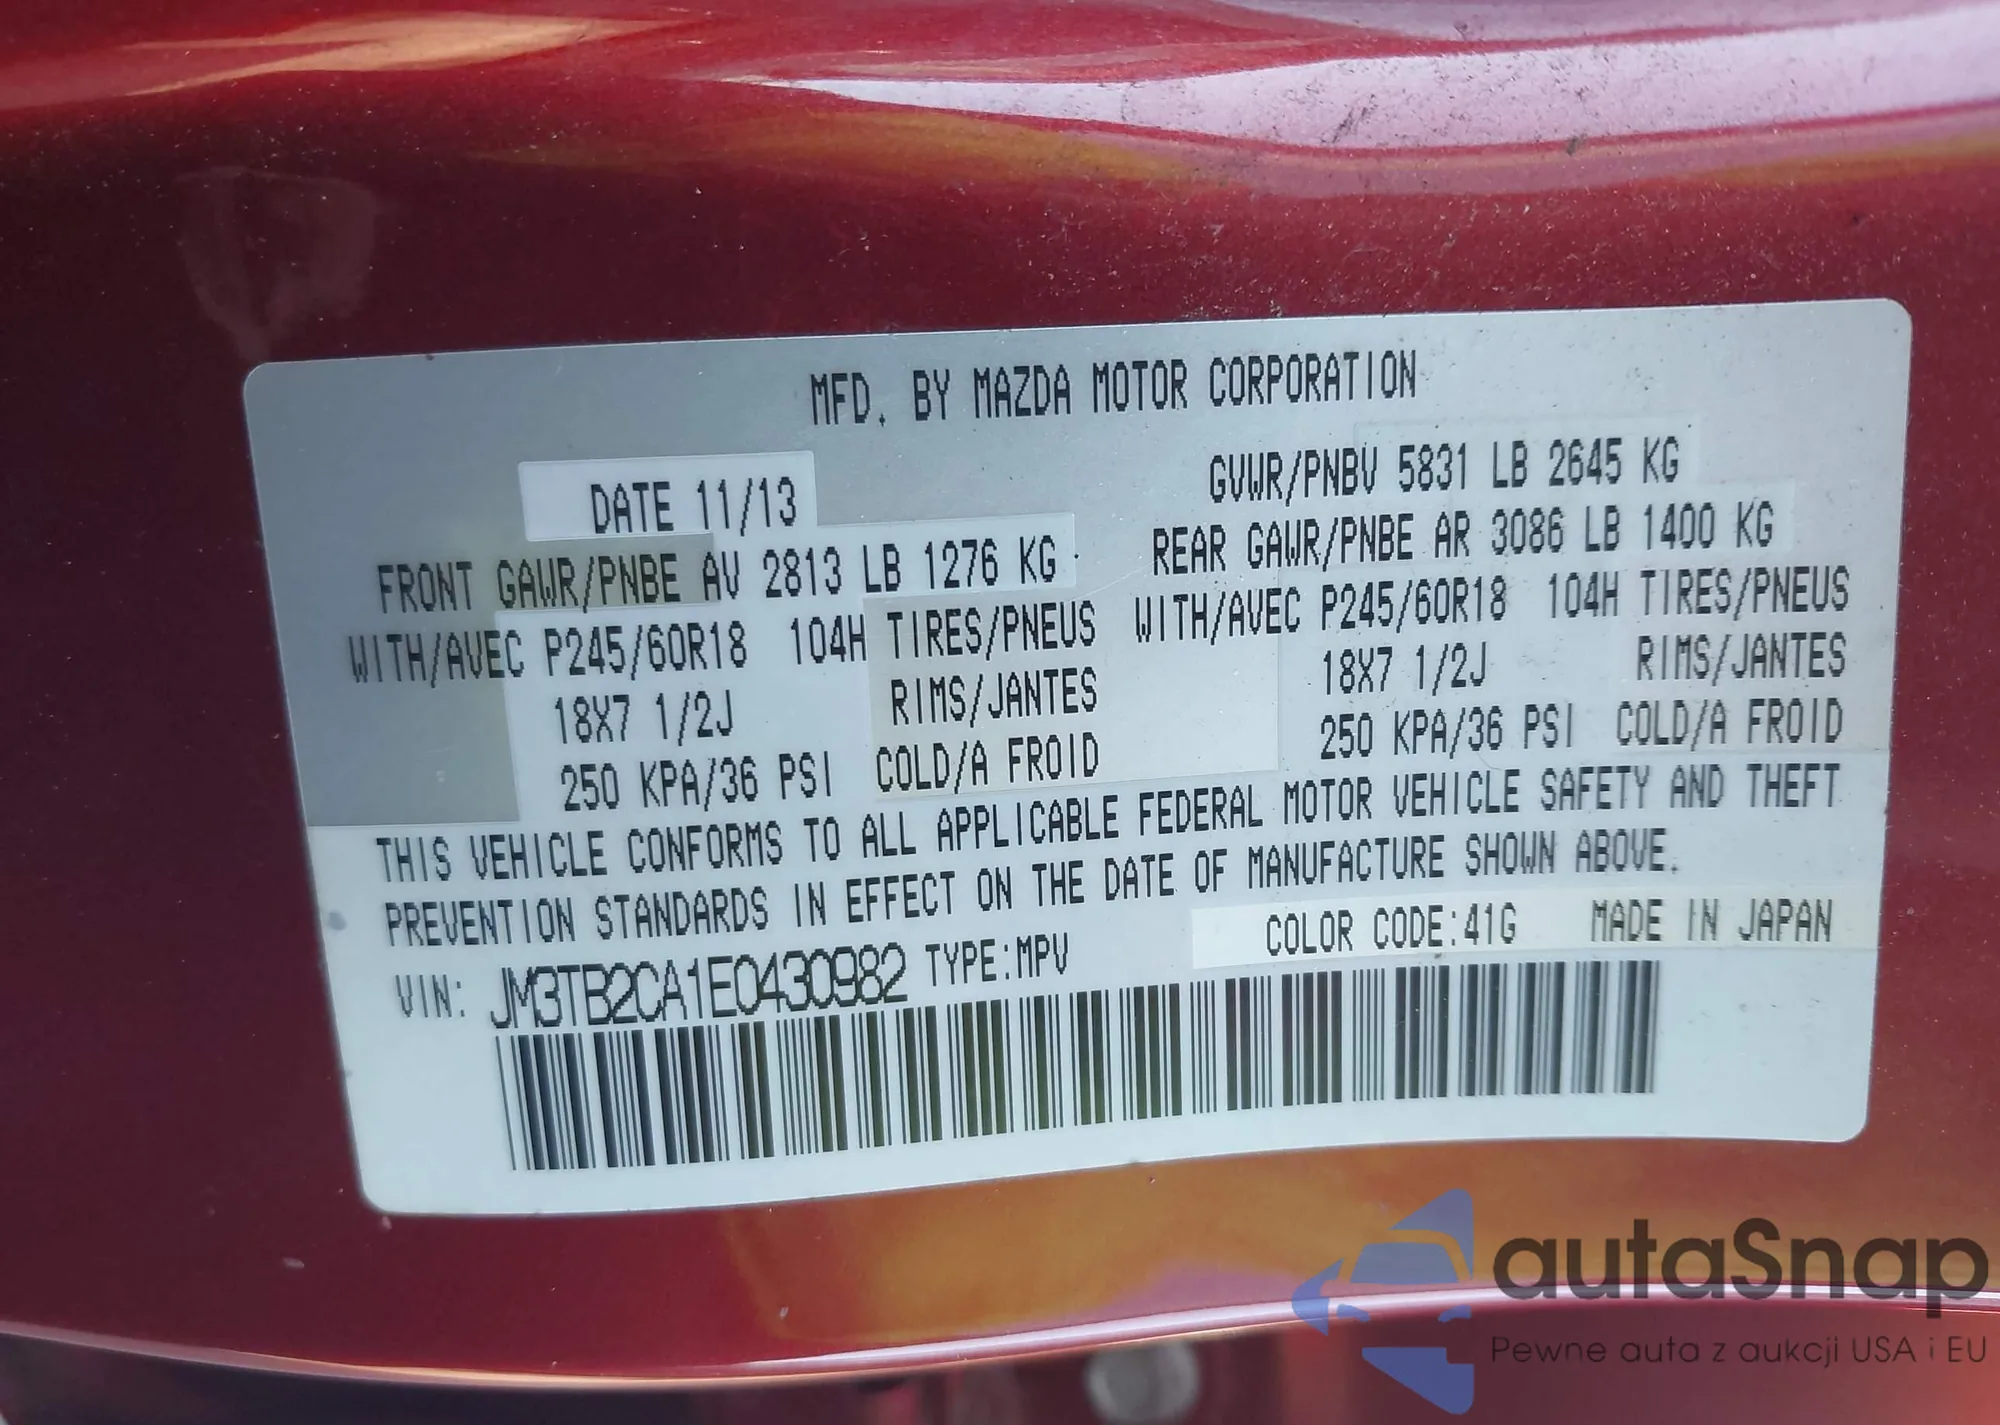 MFD. BY MAZDA MOTOR CORPORATION
DATE 11/13
GVWR/PNBV 5831 LB 2645 KG
FRONT GAWR/PNBE AV 2813 LB 1276 KG
REAR GAWR/PNBE AR 3086 LB 1400 KG
WITH/AVEC P245/60R18 104H TIRES/PNEUS
WITH/AVEC P245/60R18 104H TIRES/PNEUS
18X7 1/2J RIMS/JANTES
18X7 1/2J RIMS/JANTES
250 KPA/36 PSI COLD/A FROID
250 KPA/36 PSI COLD/A FROID
THIS VEHICLE CONFORMS TO ALL APPLICABLE FEDERAL MOTOR VEHICLE SAFETY AND THEFT
PREVENTION STANDARDS IN EFFECT ON THE DATE OF MANUFACTURE SHOWN ABOVE.
VIN: JM3TB2CA1E0430982 TYPE:MPV
COLOR CODE:41G MADE IN JAPAN
autaSnap
Pewne auta z aukcji USA i EU